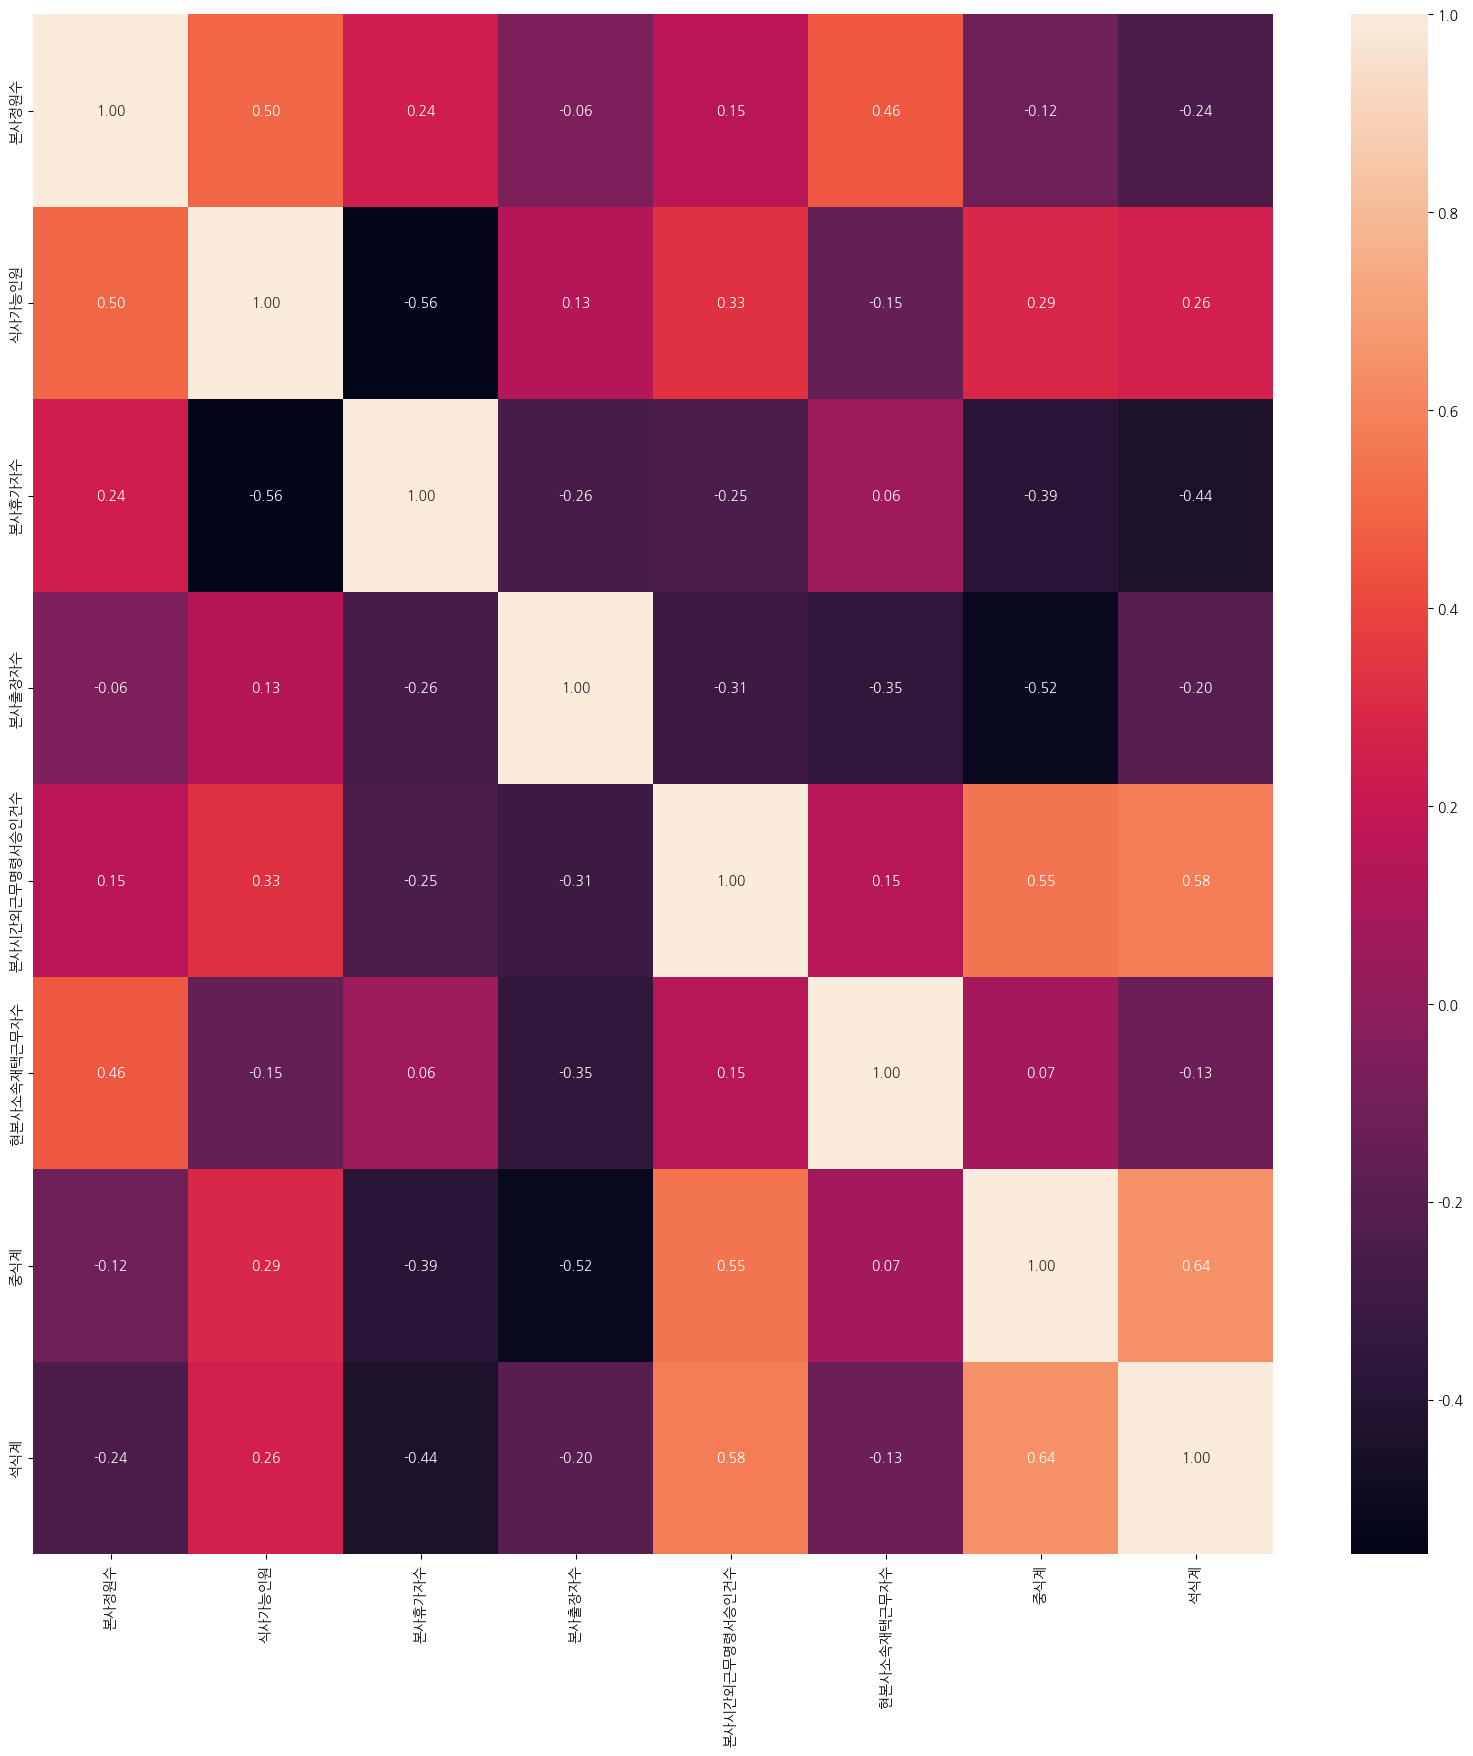 본사정원수 1.00 0.50 0.24 -0.06 0.15 0.46 -0.12 -0.24
식사가능인원 0.50 1.00 -0.56 0.13 0.33 -0.15 0.29 0.26
본사휴가자수 0.24 -0.56 1.00 -0.26 -0.25 0.06 -0.39 -0.44
본사출장자수 -0.06 0.13 -0.26 1.00 -0.31 -0.35 -0.52 -0.20
본사시간외근무명령서승인건수 0.15 0.33 -0.25 -0.31 1.00 0.15 0.55 0.58
현본사소속재택근무자수 0.46 -0.15 0.06 -0.35 0.15 1.00 0.07 -0.13
중식계 -0.12 0.29 -0.39 -0.52 0.55 0.07 1.00 0.64
석식계 -0.24 0.26 -0.44 -0.20 0.58 -0.13 0.64 1.00
본사정원수
식사가능인원
본사휴가자수
본사출장자수
본사시간외근무명령서승인건수
현본사소속재택근무자수
중식계
석식계
1.0
0.8
0.6
0.4
0.2
0.0
-0.2
-0.4